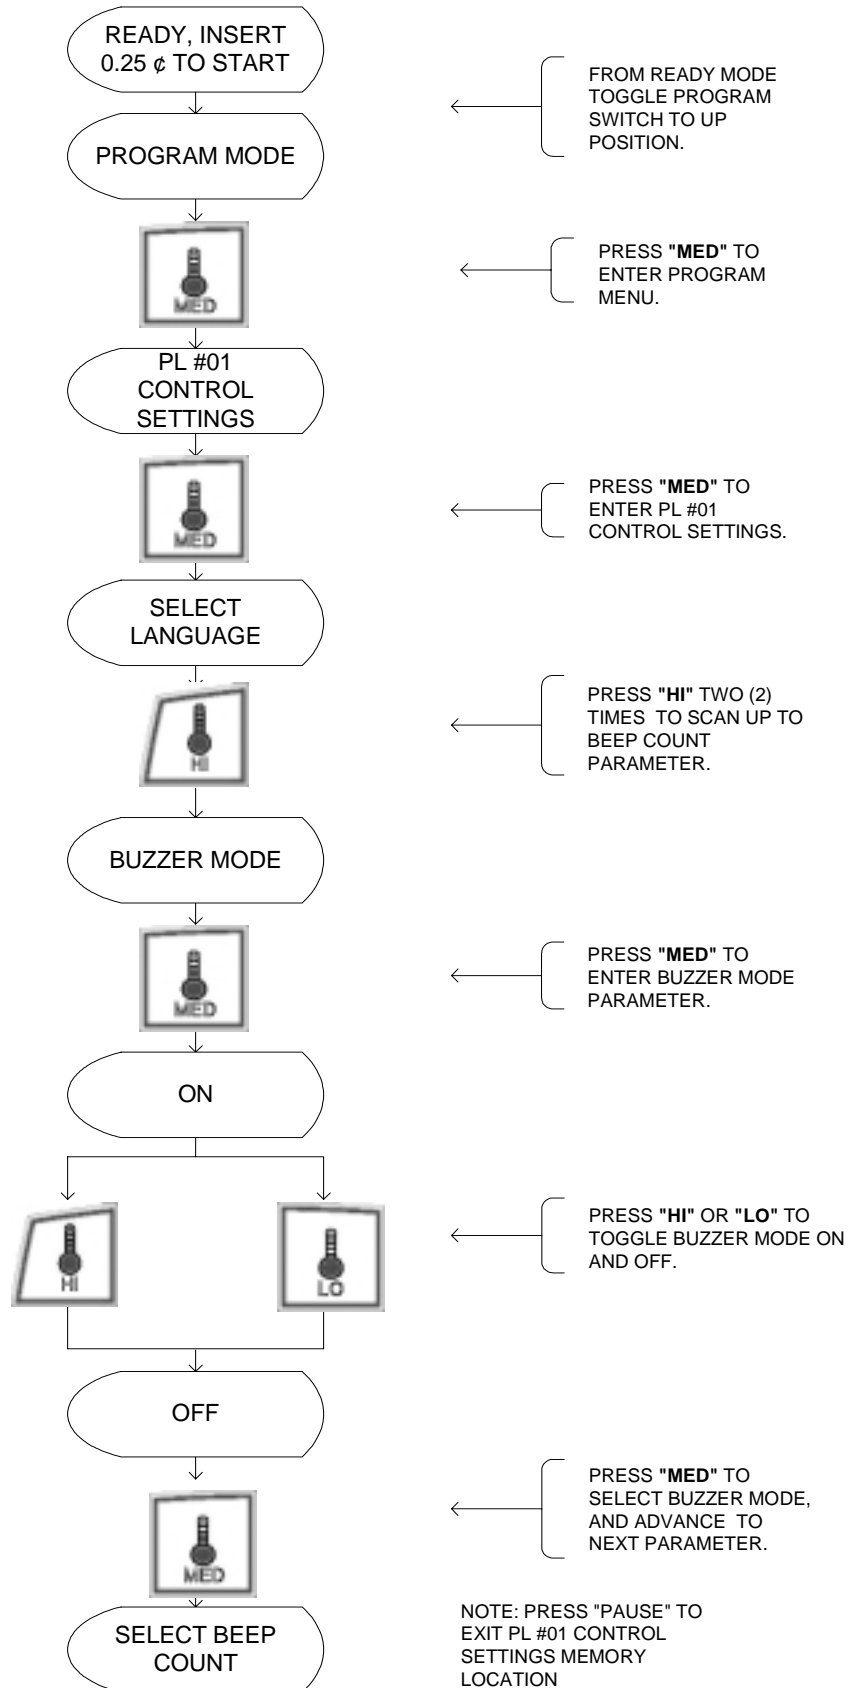 READY, INSERT
0.25 ¢ TO START
FROM READY MODE
TOGGLE PROGRAM
SWITCH TO UP
POSITION.
PROGRAM MODE
MED
PRESS "MED" TO
ENTER PROGRAM
MENU.
PL #01
CONTROL
SETTINGS
MED
PRESS "MED" TO
ENTER PL #01
CONTROL SETTINGS.
SELECT
LANGUAGE
HI
PRESS "HI" TWO (2)
TIMES TO SCAN UP TO
BEEP COUNT
PARAMETER.
BUZZER MODE
MED
PRESS "MED" TO
ENTER BUZZER MODE
PARAMETER.
ON
HI
LO
PRESS "HI" OR "LO" TO
TOGGLE BUZZER MODE ON
AND OFF.
OFF
MED
PRESS "MED" TO
SELECT BUZZER MODE,
AND ADVANCE TO
NEXT PARAMETER.
SELECT BEEP
COUNT
NOTE: PRESS "PAUSE" TO
EXIT PL #01 CONTROL
SETTINGS MEMORY
LOCATION